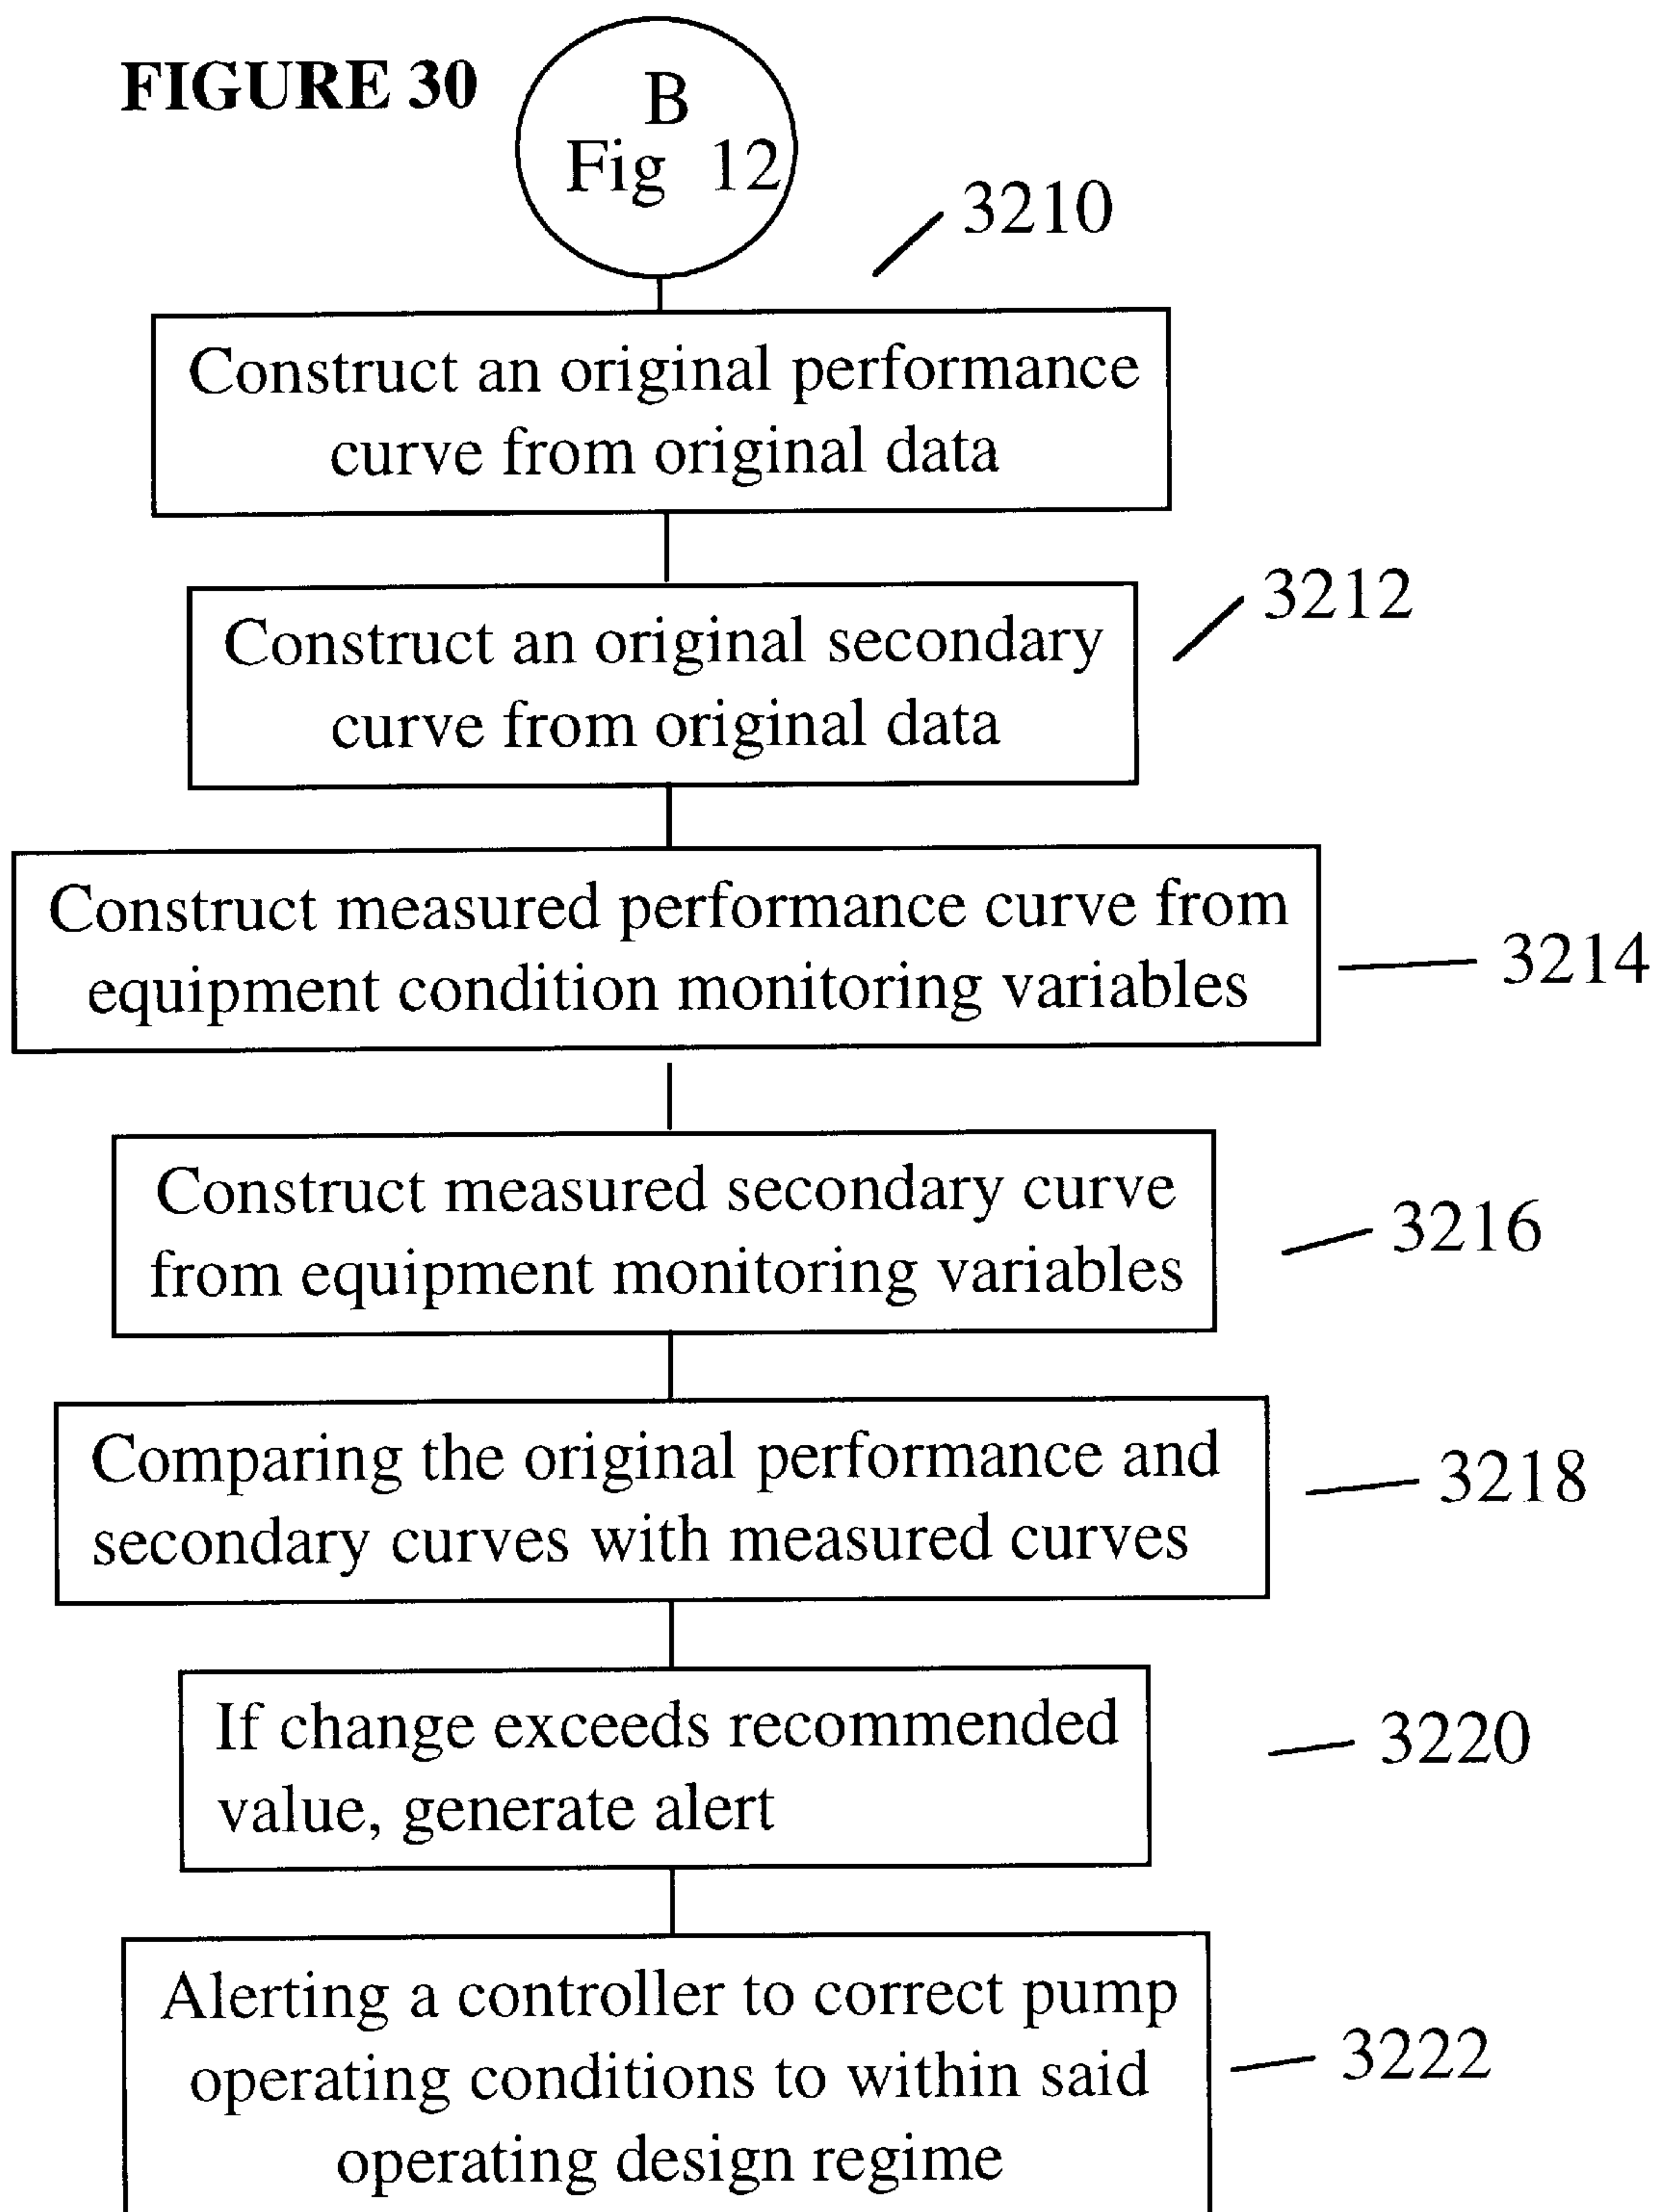 FIGURE 30
B
Fig 12
3210
Construct an original performance
curve from original data
3212
Construct an original secondary
curve from original data
Construct measured performance curve from
equipment condition monitoring variables
3214
Construct measured secondary curve
from equipment monitoring variables
3216
Comparing the original performance and
secondary curves with measured curves
3218
If change exceeds recommended
value, generate alert
3220
Alerting a controller to correct pump
operating conditions to within said
operating design regime
3222